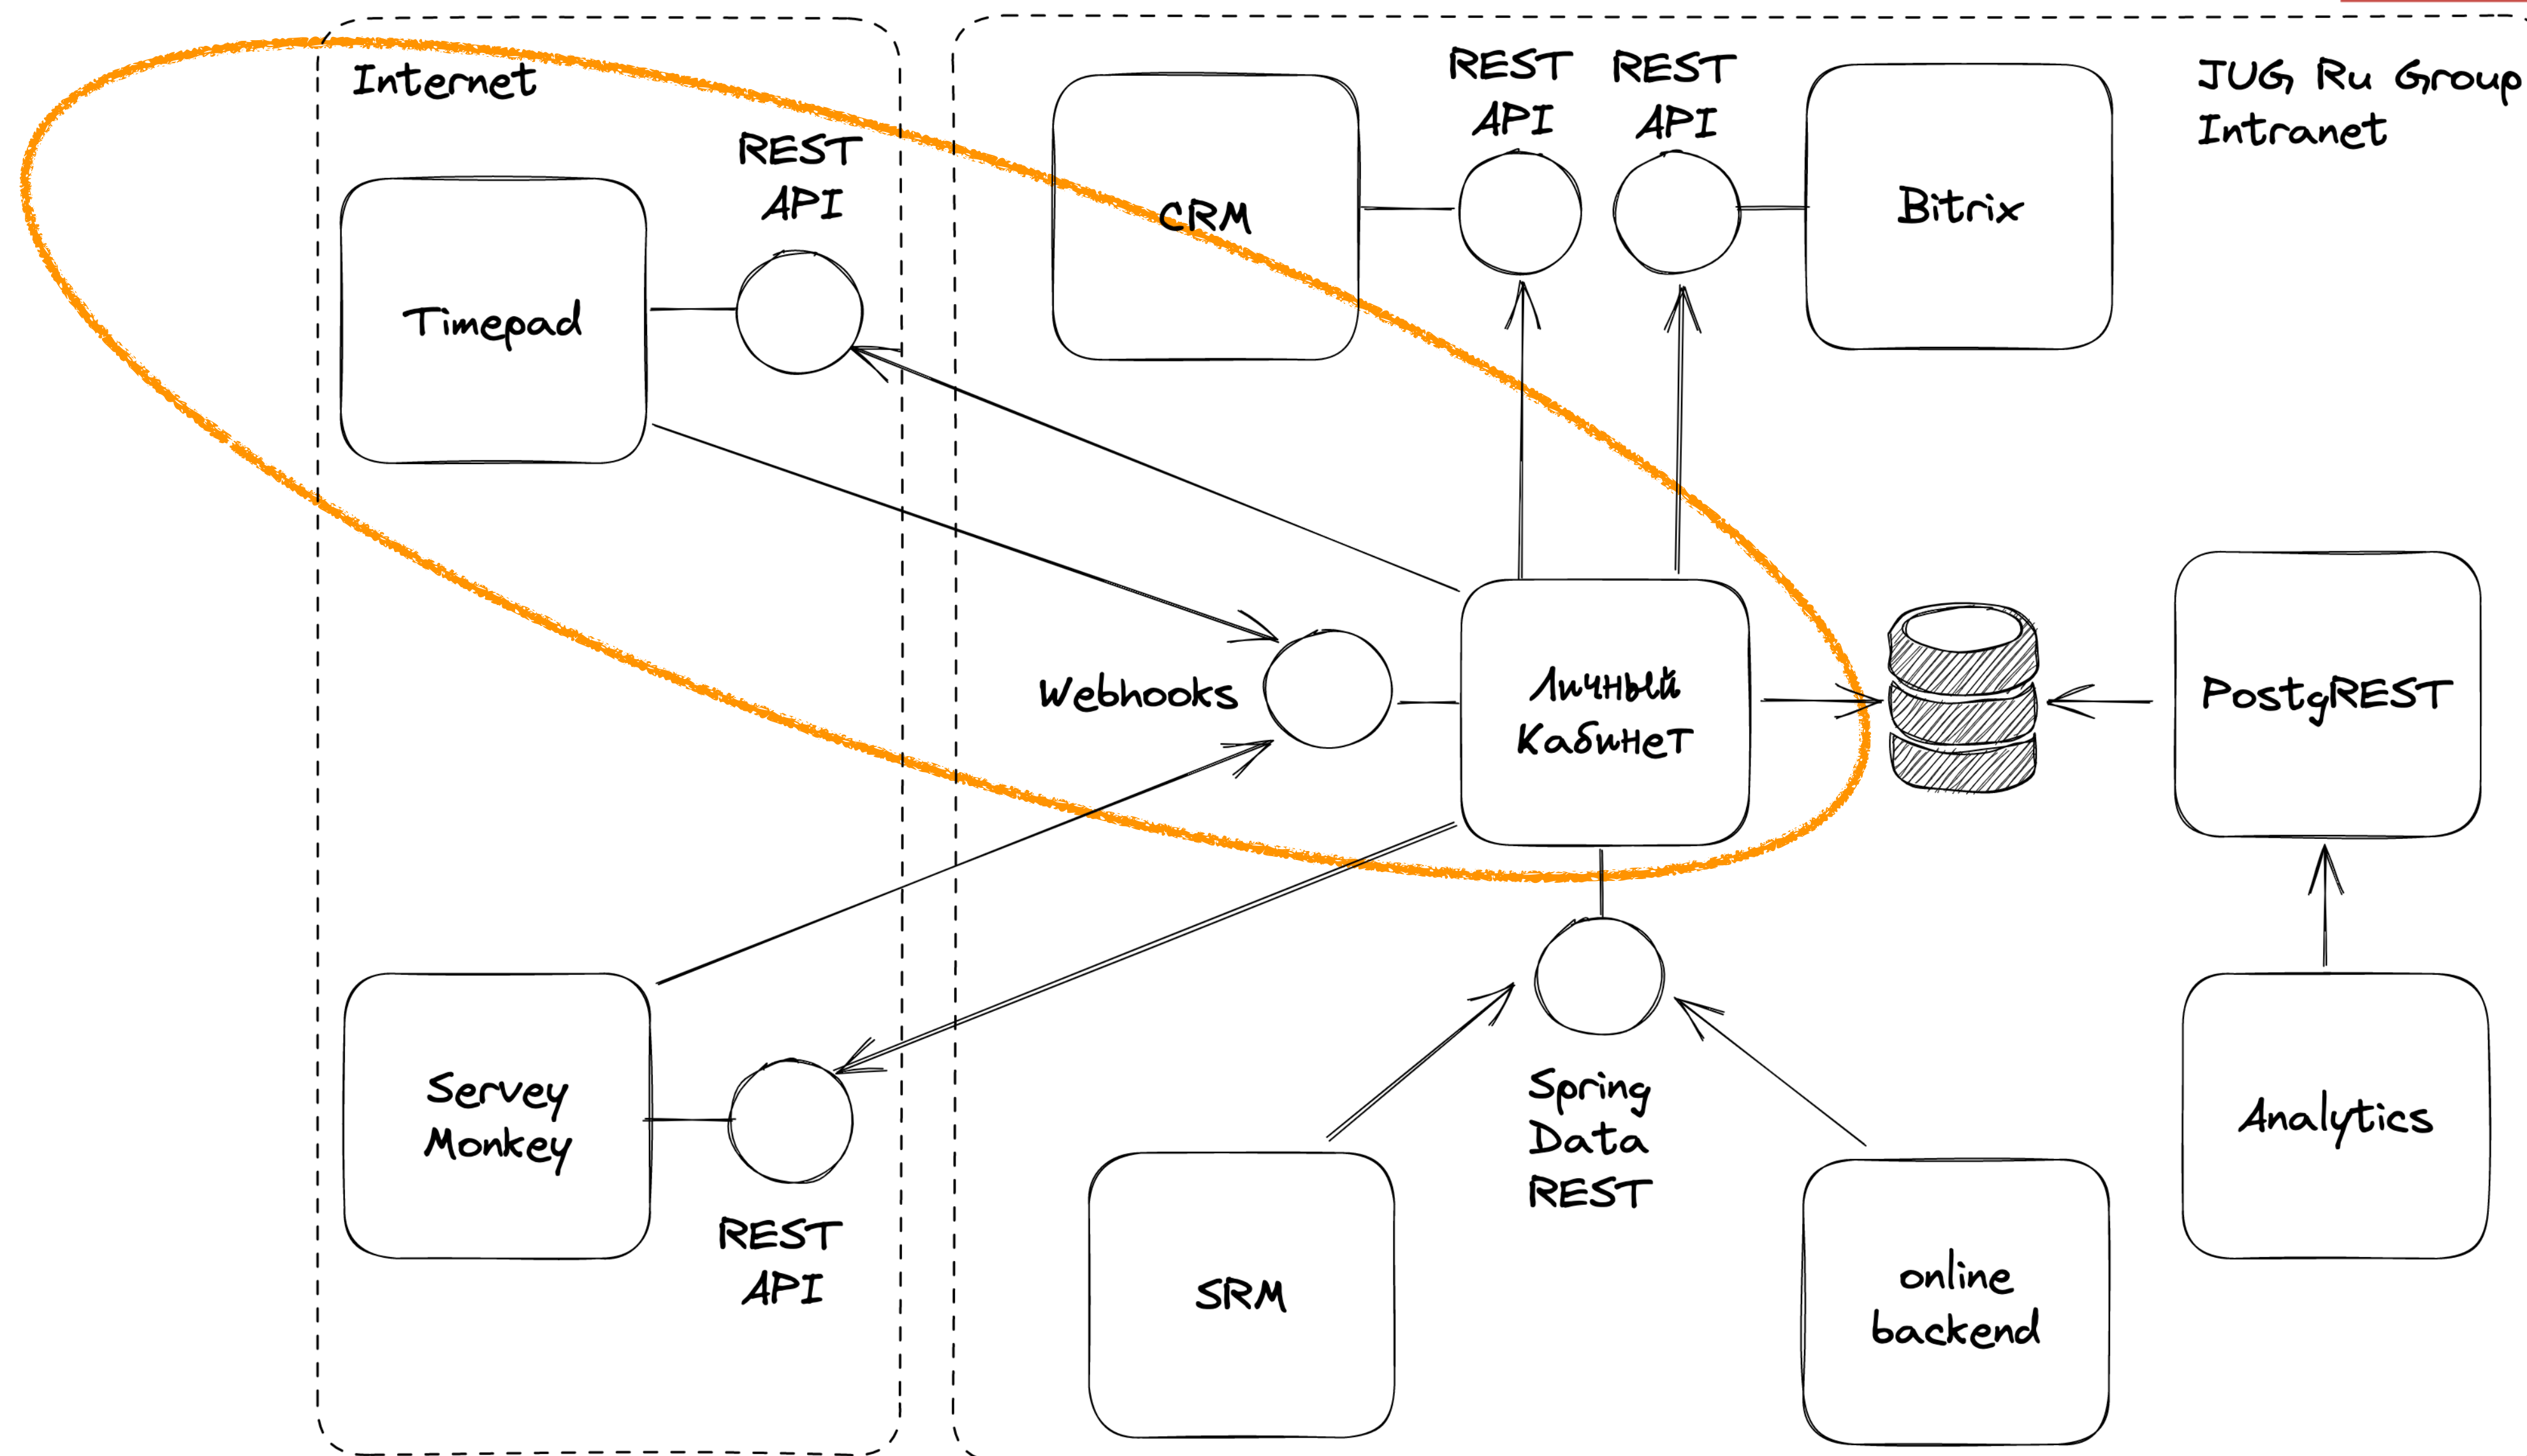 Internet
REST
API
Timepad
CRM
REST
API
REST
API
Bitrix
JUG Ru Group
Intranet
Webhooks
Личный
Кабинет
PostgREST
Servey
Monkey
REST
API
Spring
Data
REST
SRM
online
backend
Analytics